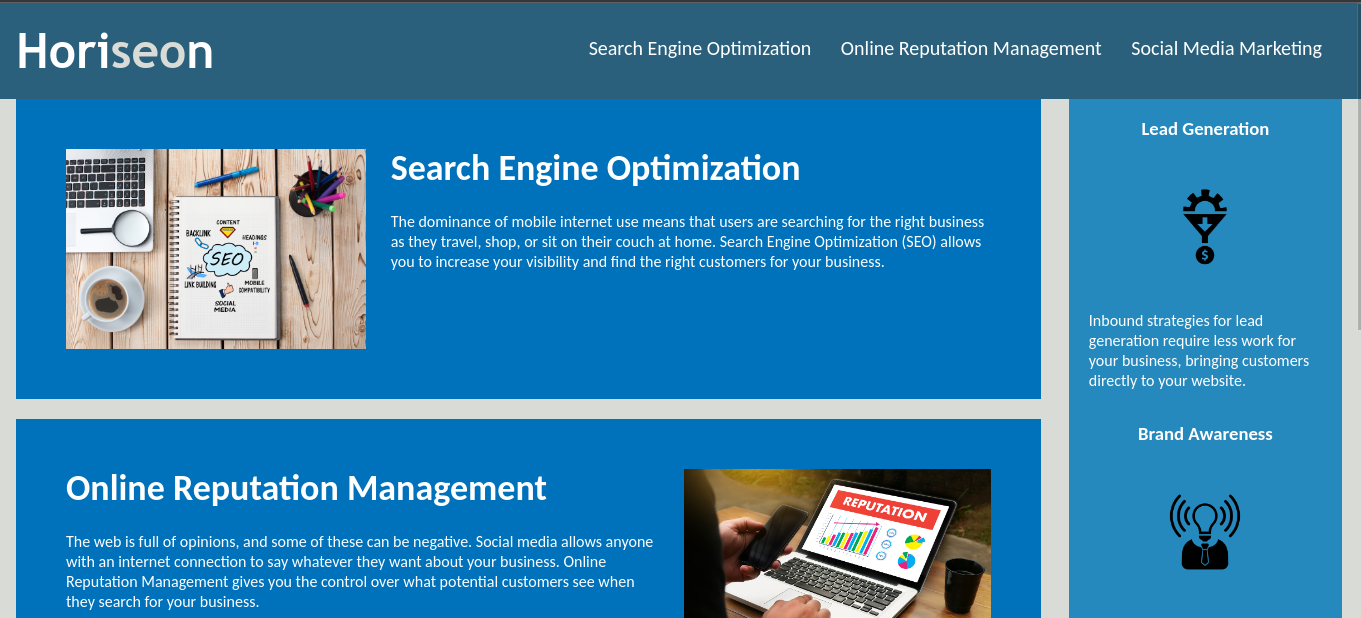 Horiseon
Search Engine Optimization
Online Reputation Management
Social Media Marketing
CONTENT
BACKLINK
HEADINGS
SEO
LINK BUILDING
MOBILE
COMPATIBILITY
SOCIAL
MEDIA
Search Engine Optimization
The dominance of mobile internet use means that users are searching for the right business
as they travel, shop, or sit on their couch at home. Search Engine Optimization (SEO) allows
you to increase your visibility and find the right customers for your business.
Online Reputation Management
The web is full of opinions, and some of these can be negative. Social media allows anyone
with an internet connection to say whatever they want about your business. Online
Reputation Management gives you the control over what potential customers see when
they search for your business.
REPUTATION
Lead Generation
$
Inbound strategies for lead
generation require less work for
your business, bringing customers
directly to your website.
Brand Awareness